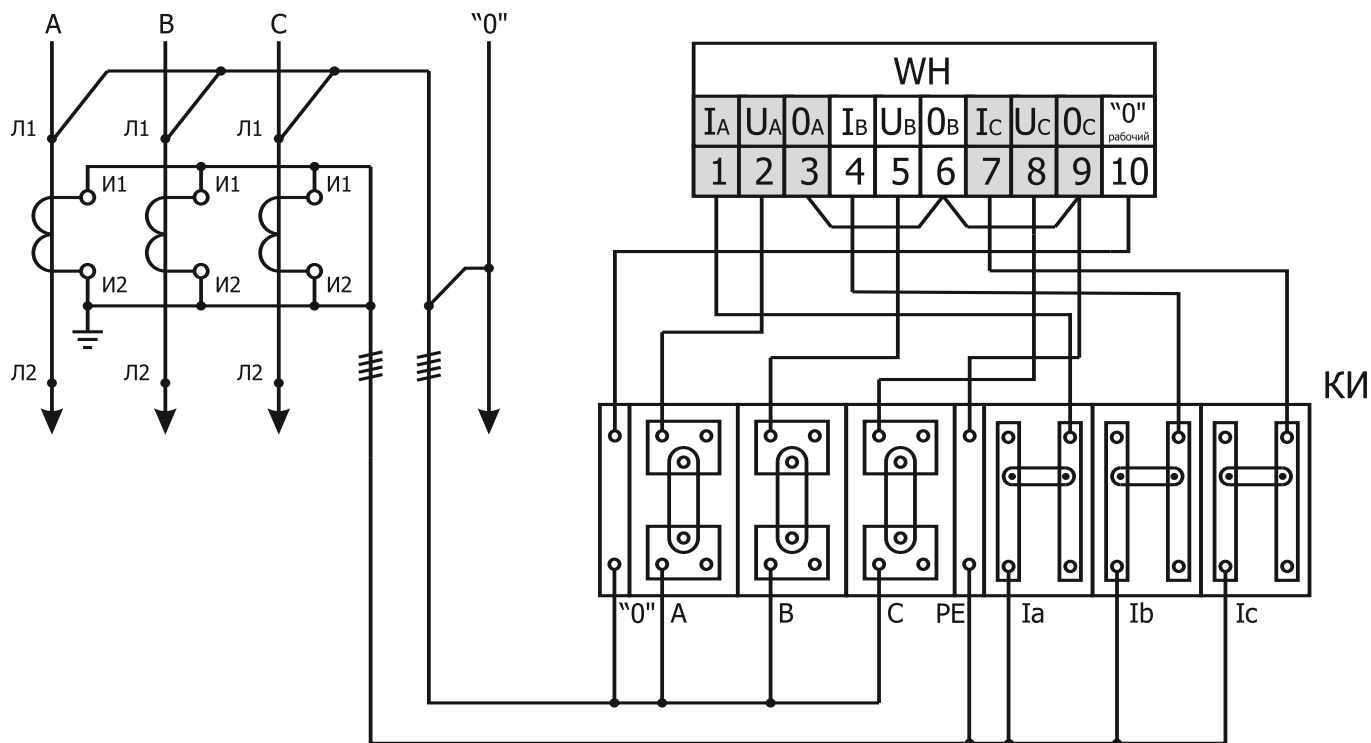 A B C “0"
WH
IA UA 0A IB UB 0B IC UC 0C “0" рабочий
1 2 3 4 5 6 7 8 9 10
Л1 Л1 Л1
И1 И1 И1
И2 И2 И2
Л2 Л2 Л2
КИ
“0" A B C PE Ia Ib Ic